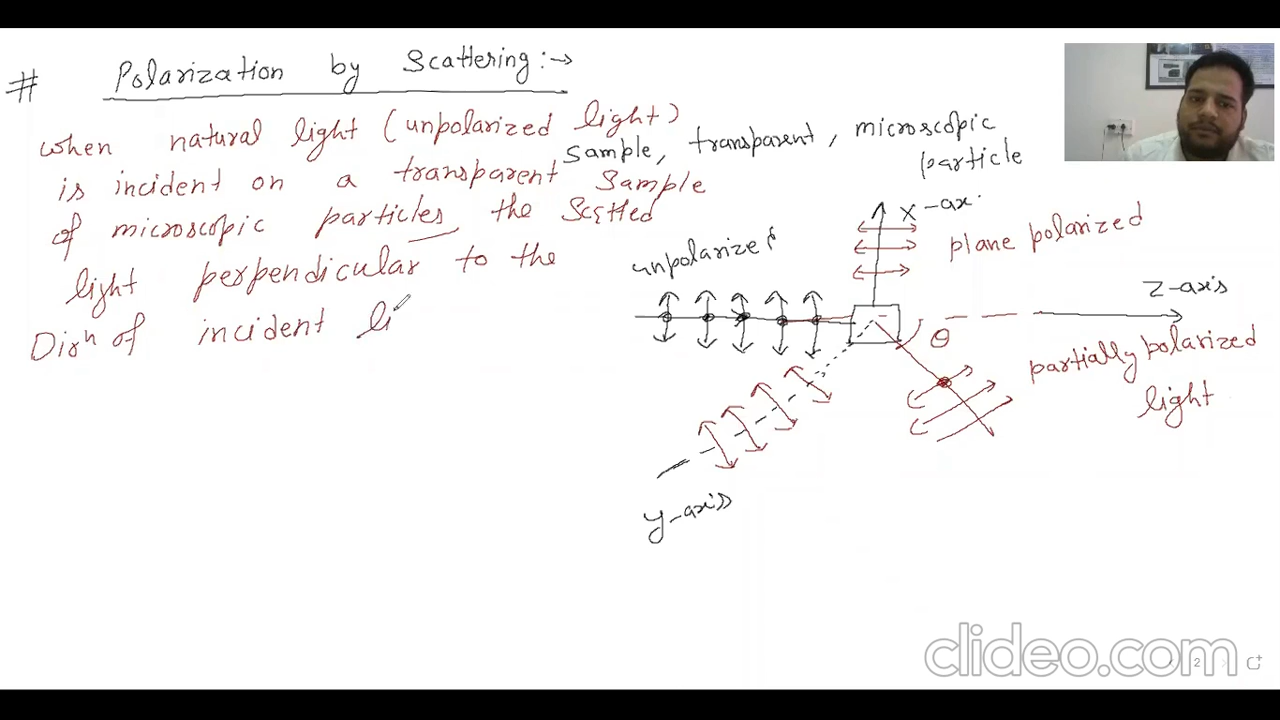 # Polarization by Scattering :→
when natural light (unpolarized light)
is incident on a transparent sample
of microscopic particles the Scatted
light perpendicular to the
Dirⁿ of incident li
Sample, transparent, microscopic
particle
X-ax.
plane polarized
unpolarized
Z-axis
θ
partially polarized
light
y-axis
clideo.com
2